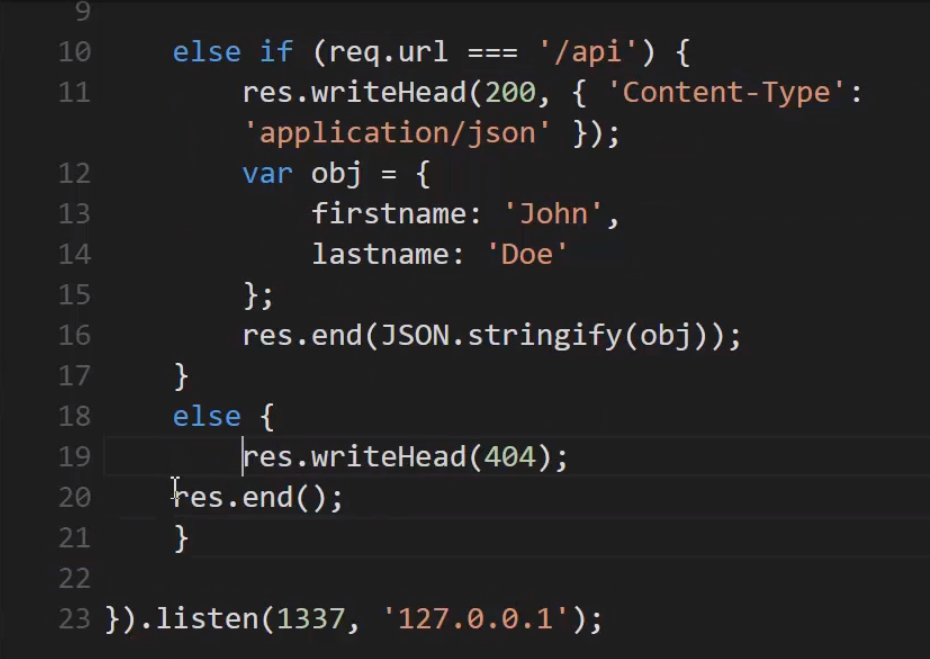 9
10     else if (req.url === '/api') {
11         res.writeHead(200, { 'Content-Type':
           'application/json' });
12         var obj = {
13             firstname: 'John',
14             lastname: 'Doe'
15         };
16         res.end(JSON.stringify(obj));
17     }
18     else {
19         res.writeHead(404);
20     res.end();
21     }
22
23 }).listen(1337, '127.0.0.1');